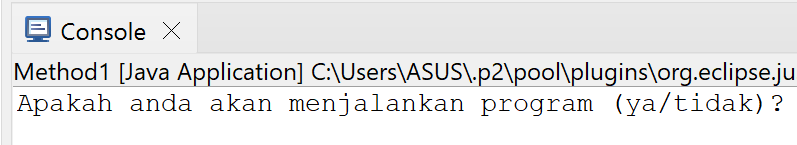 Console
Method1 [Java Application] C:\Users\ASUS\.p2\pool\plugins\org.eclipse.ju
Apakah anda akan menjalankan program (ya/tidak)?